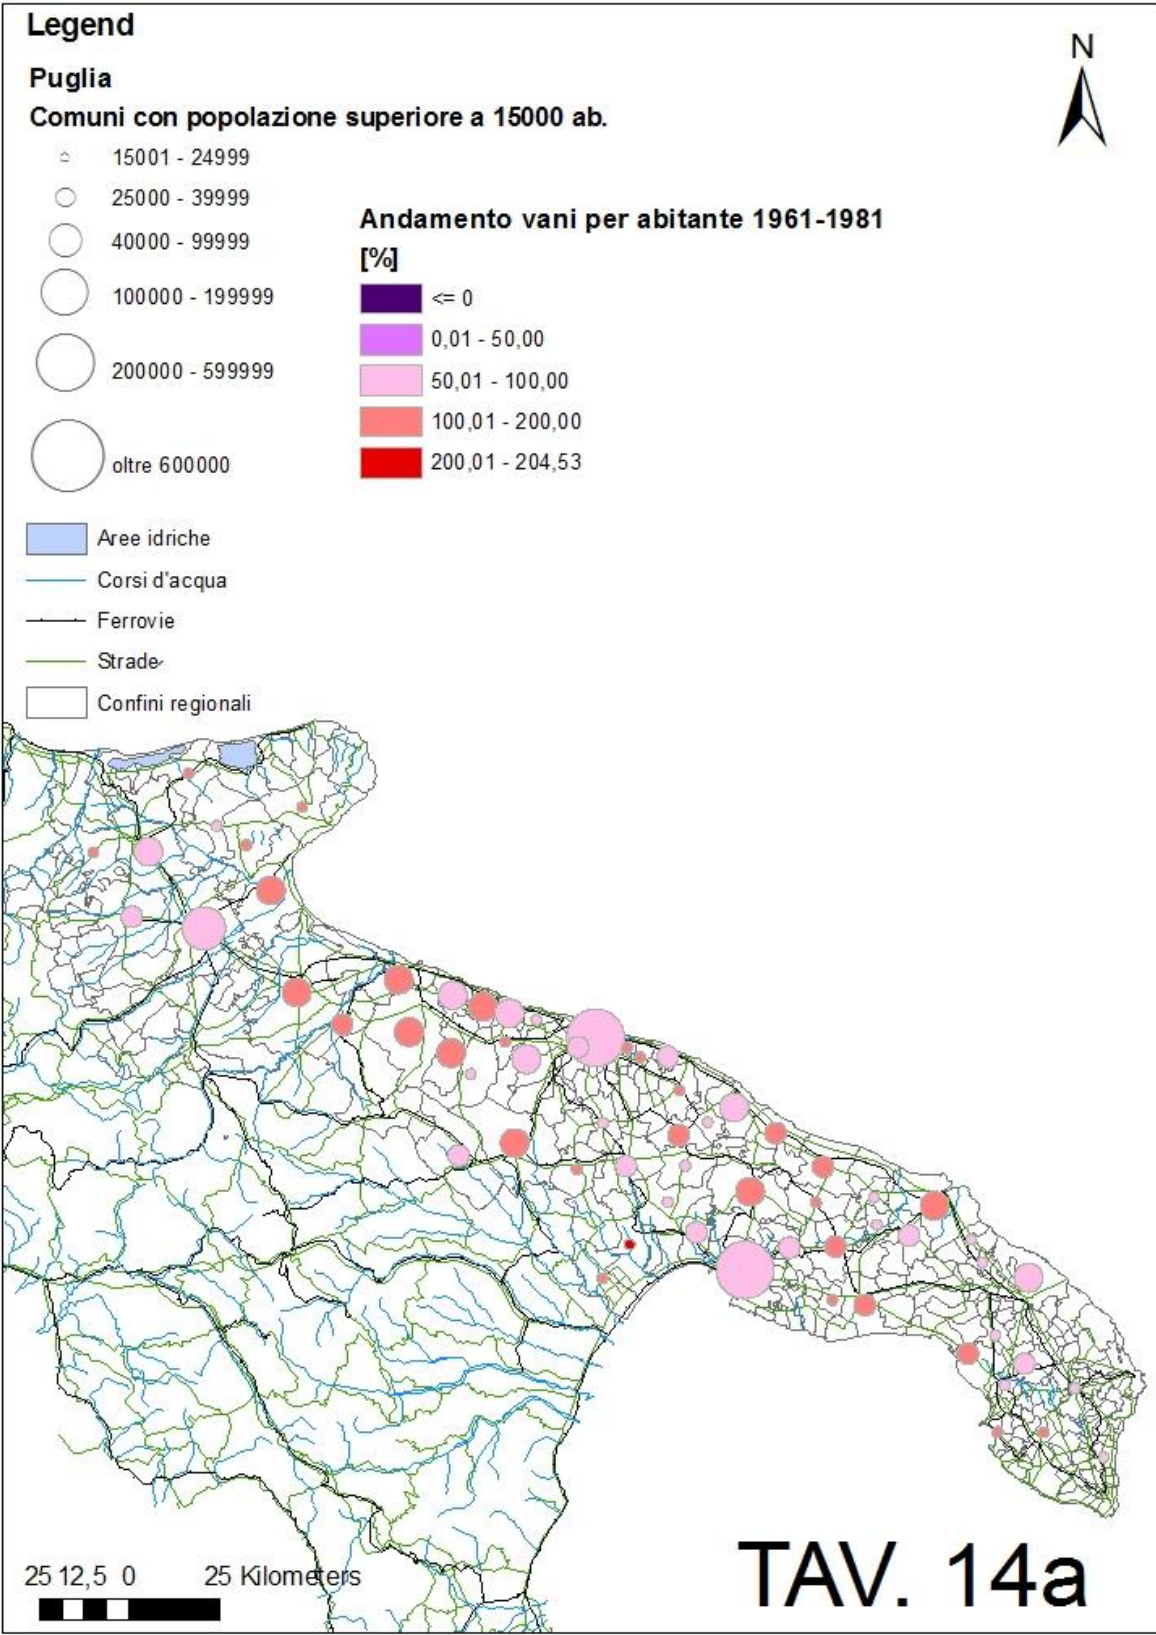 Legend
N
Puglia
Comuni con popolazione superiore a 15000 ab.
15001 - 24999
25000 - 39999
40000 - 99999
100000 - 199999
200000 - 599999
oltre 600000
Andamento vani per abitante 1961-1981
[%]
<= 0
0,01 - 50,00
50,01 - 100,00
100,01 - 200,00
200,01 - 204,53
Aree idriche
Corsi d'acqua
Ferrovie
Strade
Confini regionali
25 12,5 0 25 Kilometers
TAV. 14a